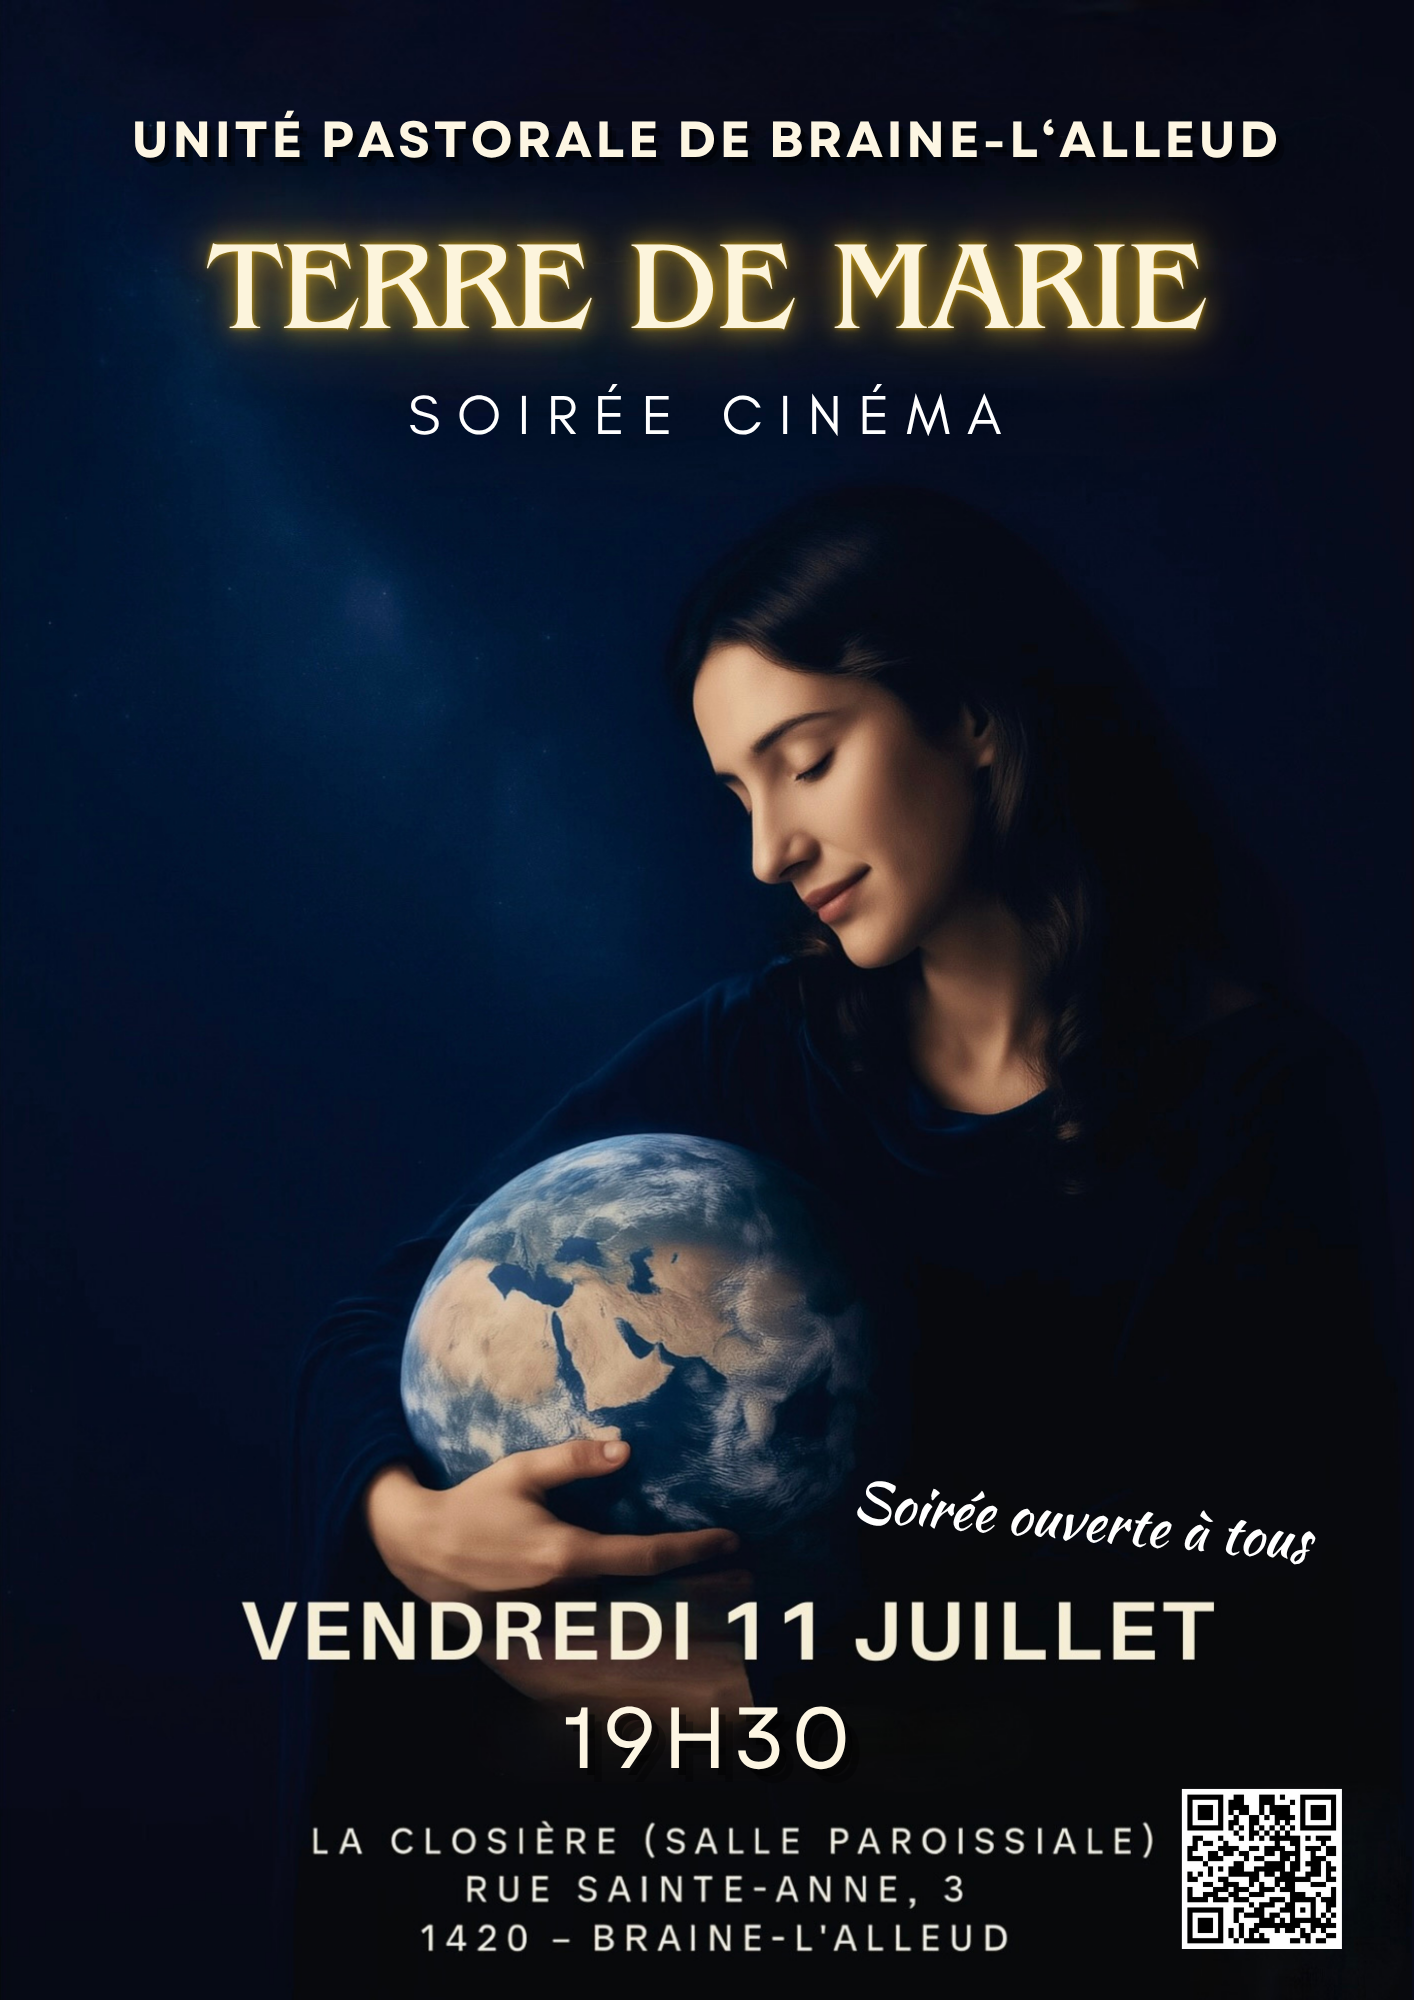 UNITÉ PASTORALE DE BRAINE-L‘ALLEUD
TERRE DE MARIE
SOIRÉE CINÉMA
Soirée ouverte à tous
VENDREDI 11 JUILLET
19H30
LA CLOSIÈRE (SALLE PAROISSIALE)
RUE SAINTE-ANNE, 3
1420 – BRAINE-L'ALLEUD